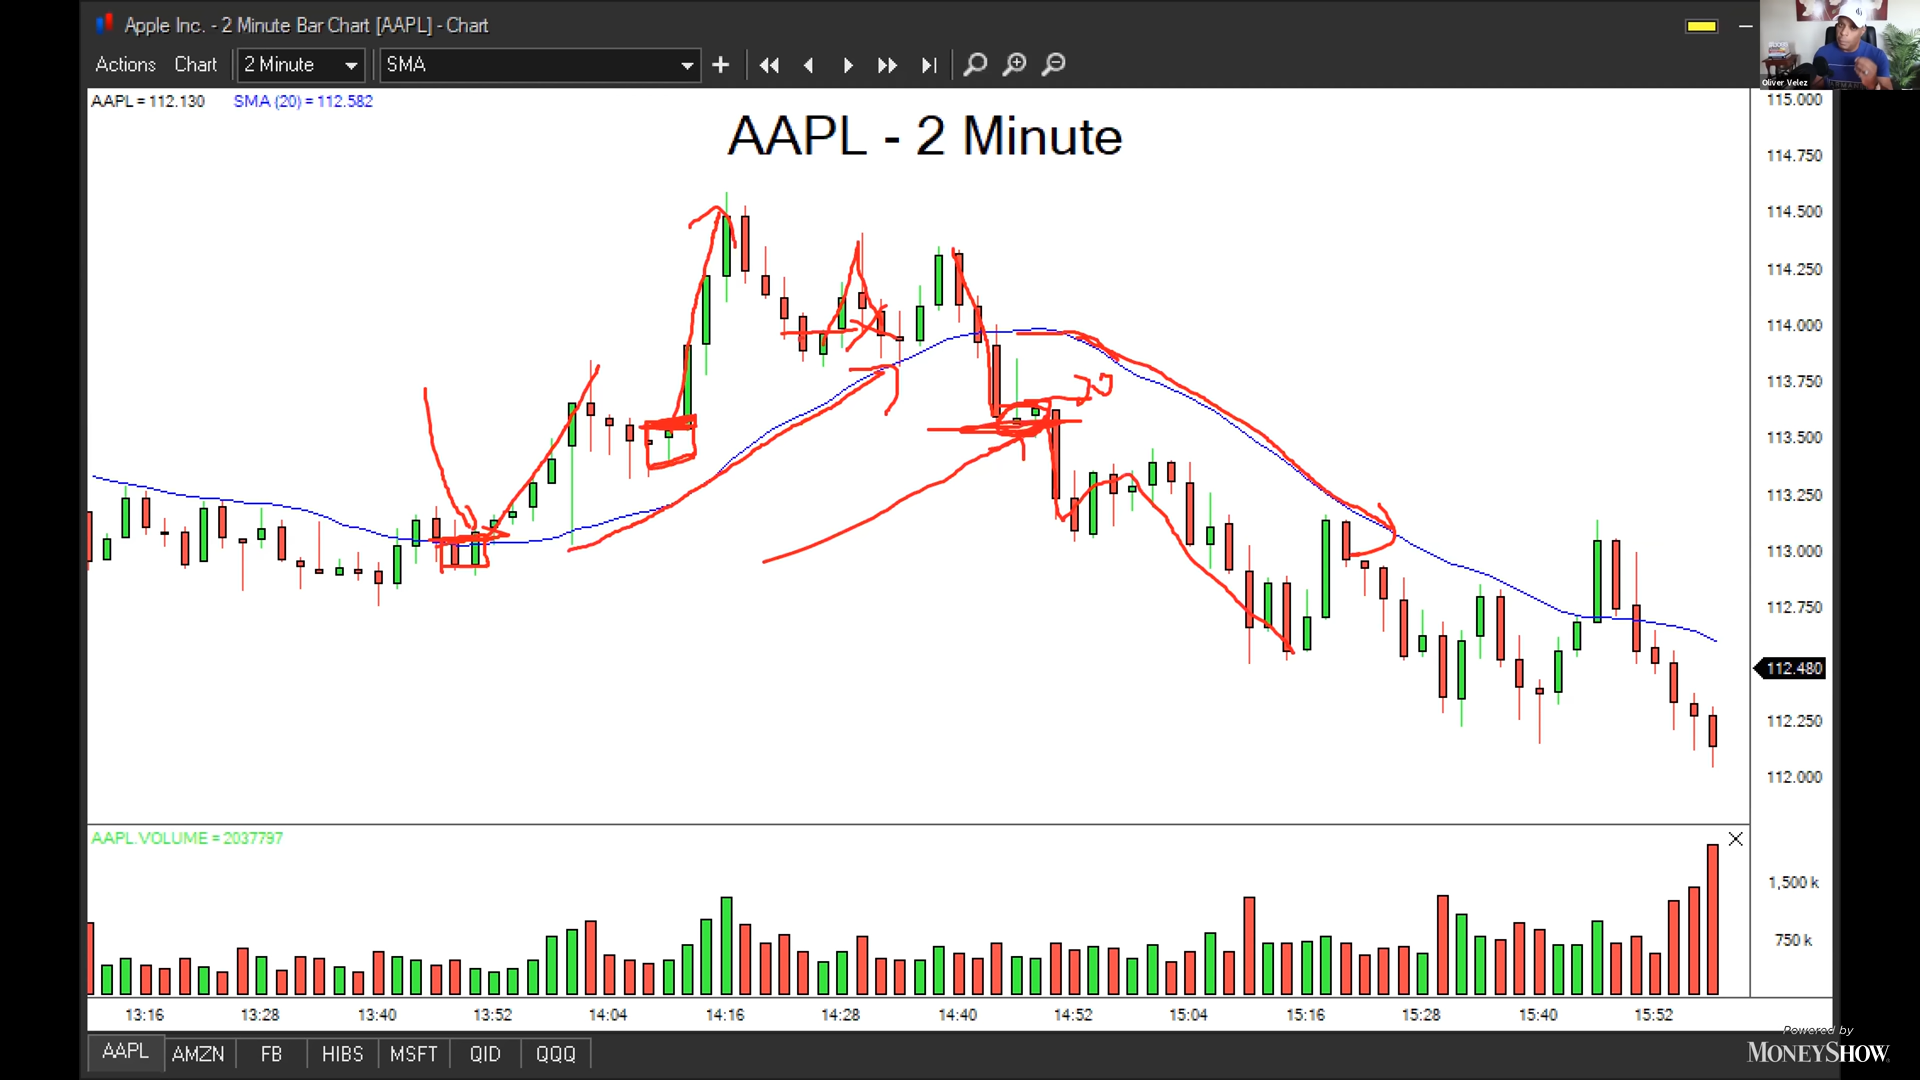 Apple Inc. - 2 Minute Bar Chart [AAPL] - Chart
Actions Chart 2 Minute SMA
Oliver Velez
AAPL = 112.130 SMA (20) = 112.582
AAPL - 2 Minute
115.000
114.750
114.500
114.250
114.000
113.750
113.500
113.250
113.000
112.750
112.480
112.250
112.000
20
AAPL.VOLUME = 2037797
1,500 k
750 k
13:16 13:28 13:40 13:52 14:04 14:16 14:28 14:40 14:52 15:04 15:16 15:28 15:40 15:52
AAPL AMZN FB HIBS MSFT QID QQQ
Powered by
MONEYSHOW